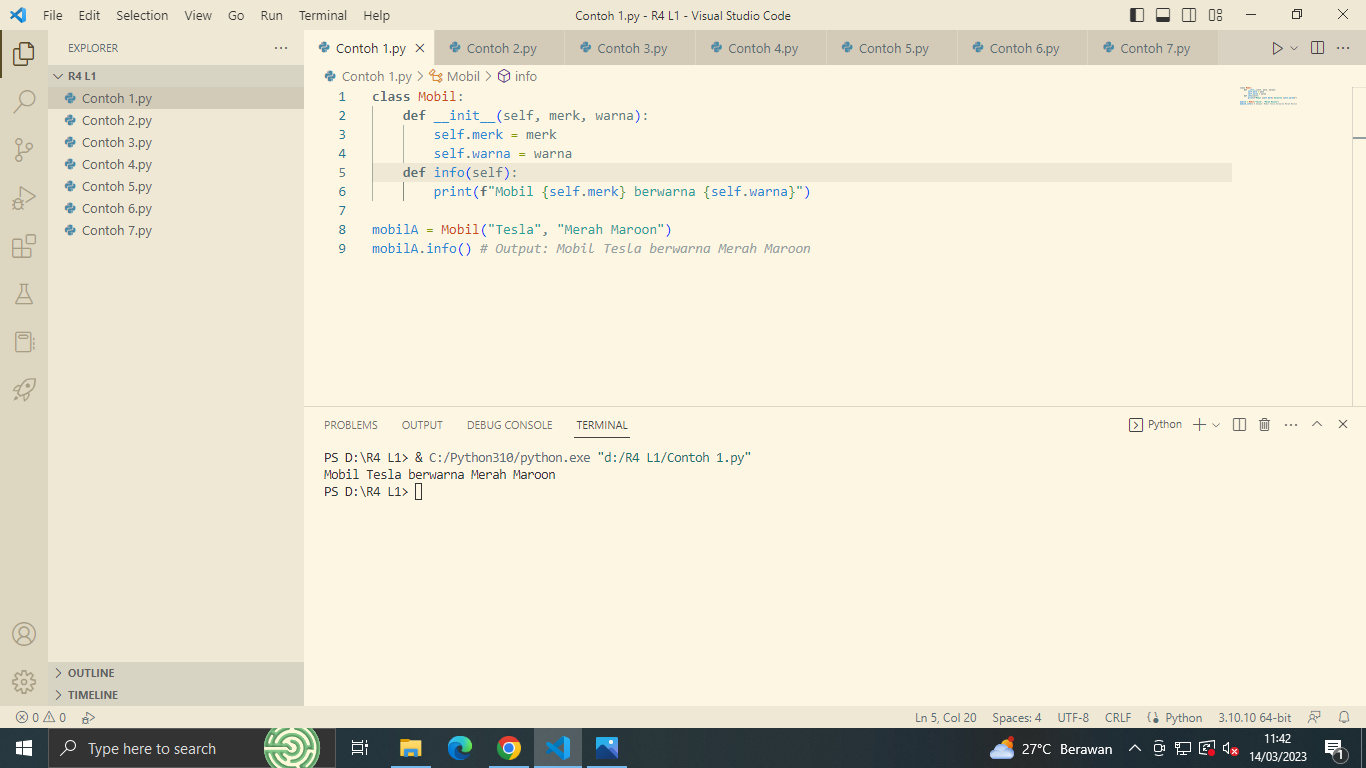 File Edit Selection View Go Run Terminal Help Contoh 1.py - R4 L1 - Visual Studio Code
EXPLORER
R4 L1
Contoh 1.py
Contoh 2.py
Contoh 3.py
Contoh 4.py
Contoh 5.py
Contoh 6.py
Contoh 7.py
OUTLINE
TIMELINE
Contoh 1.py Contoh 2.py Contoh 3.py Contoh 4.py Contoh 5.py Contoh 6.py Contoh 7.py
Contoh 1.py > Mobil > info
1 class Mobil:
2     def __init__(self, merk, warna):
3         self.merk = merk
4         self.warna = warna
5     def info(self):
6         print(f"Mobil {self.merk} berwarna {self.warna}")
7
8 mobilA = Mobil("Tesla", "Merah Maroon")
9 mobilA.info() # Output: Mobil Tesla berwarna Merah Maroon
PROBLEMS OUTPUT DEBUG CONSOLE TERMINAL Python
PS D:\R4 L1> & C:/Python310/python.exe "d:/R4 L1/Contoh 1.py"
Mobil Tesla berwarna Merah Maroon
PS D:\R4 L1>
0 0 Ln 5, Col 20 Spaces: 4 UTF-8 CRLF Python 3.10.10 64-bit
Type here to search 27°C Berawan 11:42
14/03/2023
1